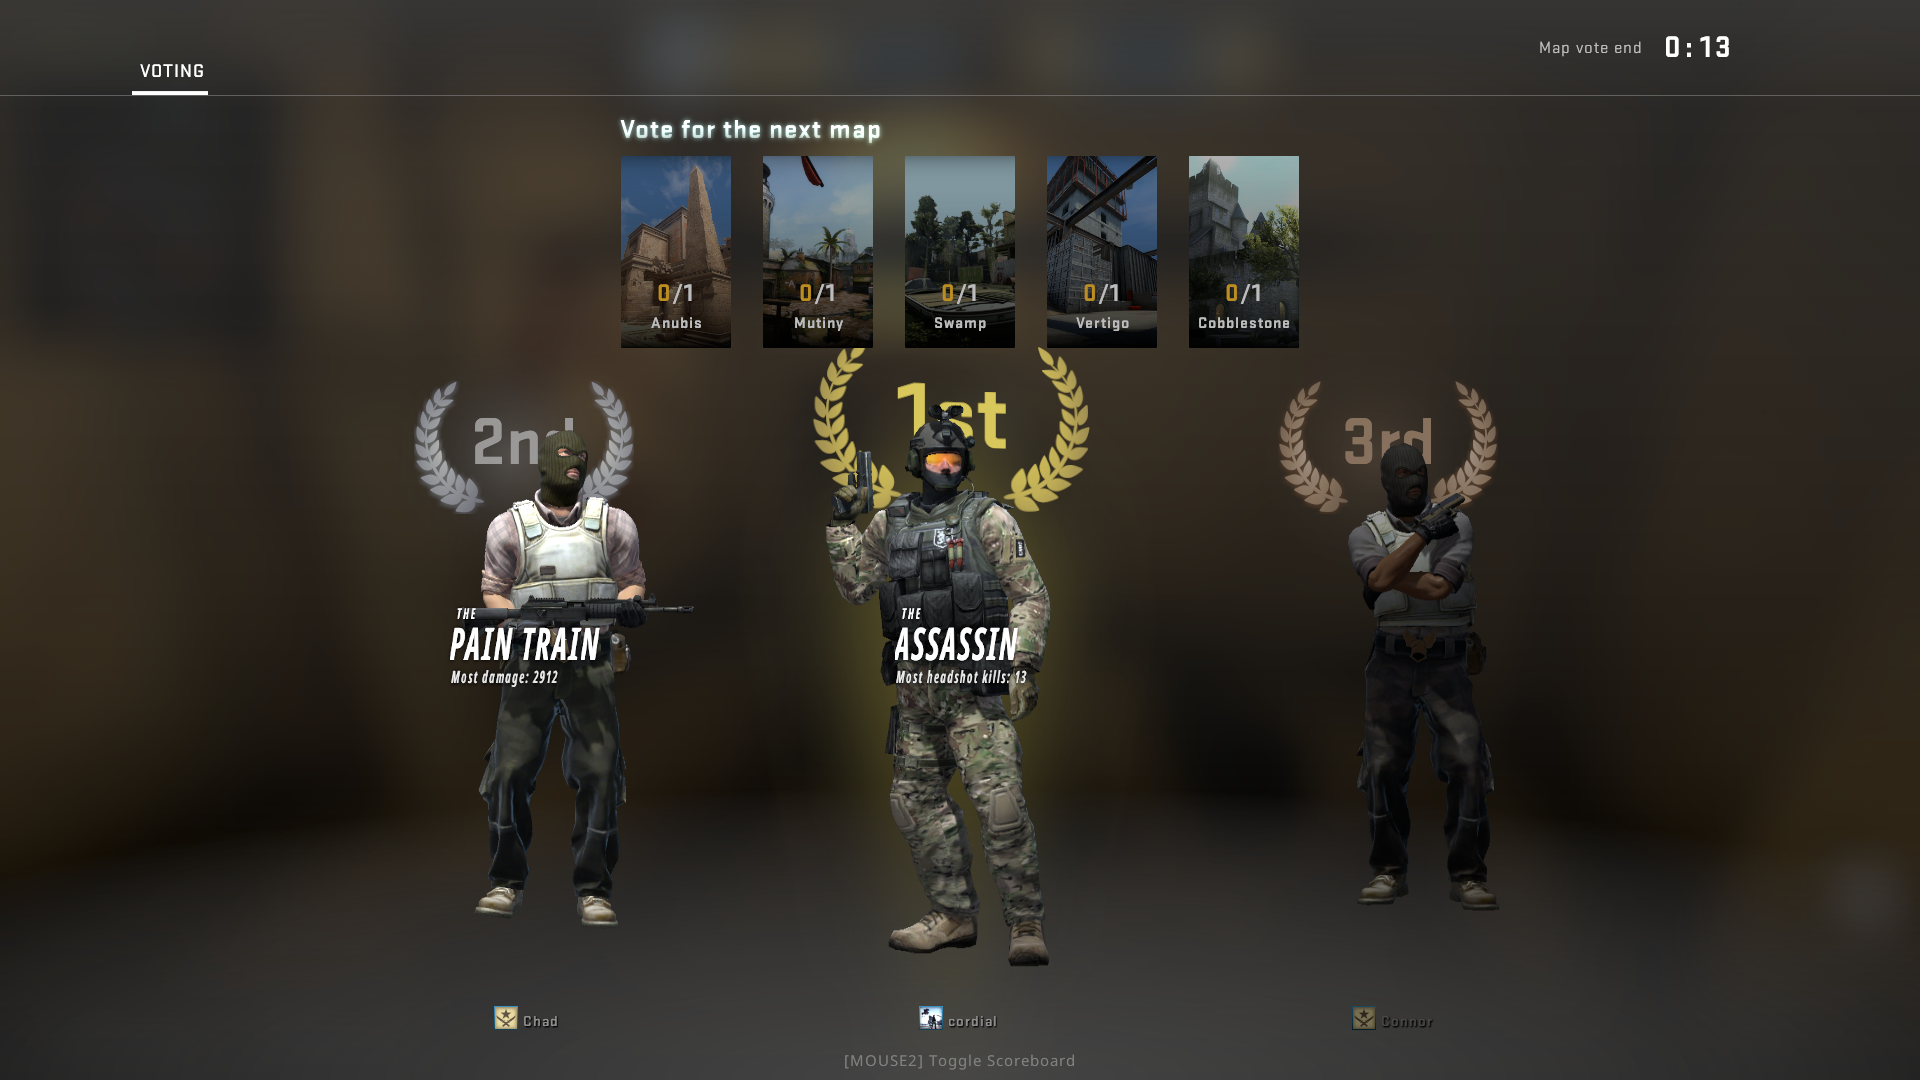 VOTING
Map vote end 0:13
Vote for the next map
0/1
Anubis
0/1
Mutiny
0/1
Swamp
0/1
Vertigo
0/1
Cobblestone
2nd
1st
3rd
THE
PAIN TRAIN
Most damage: 2912
THE
ASSASSIN
Most headshot kills: 13
Chad
cordial
Connor
[MOUSE2] Toggle Scoreboard